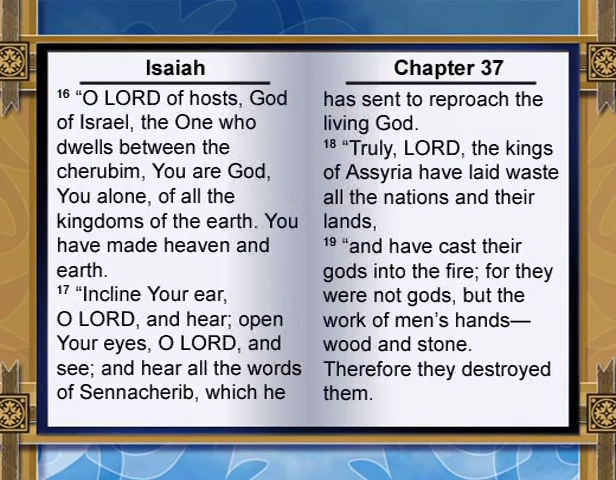 Isaiah
16 “O LORD of hosts, God
of Israel, the One who
dwells between the
cherubim, You are God,
You alone, of all the
kingdoms of the earth. You
have made heaven and
earth.
17 “Incline Your ear,
O LORD, and hear; open
Your eyes, O LORD, and
see; and hear all the words
of Sennacherib, which he
Chapter 37
has sent to reproach the
living God.
18 “Truly, LORD, the kings
of Assyria have laid waste
all the nations and their
lands,
19 “and have cast their
gods into the fire; for they
were not gods, but the
work of men’s hands—
wood and stone.
Therefore they destroyed
them.